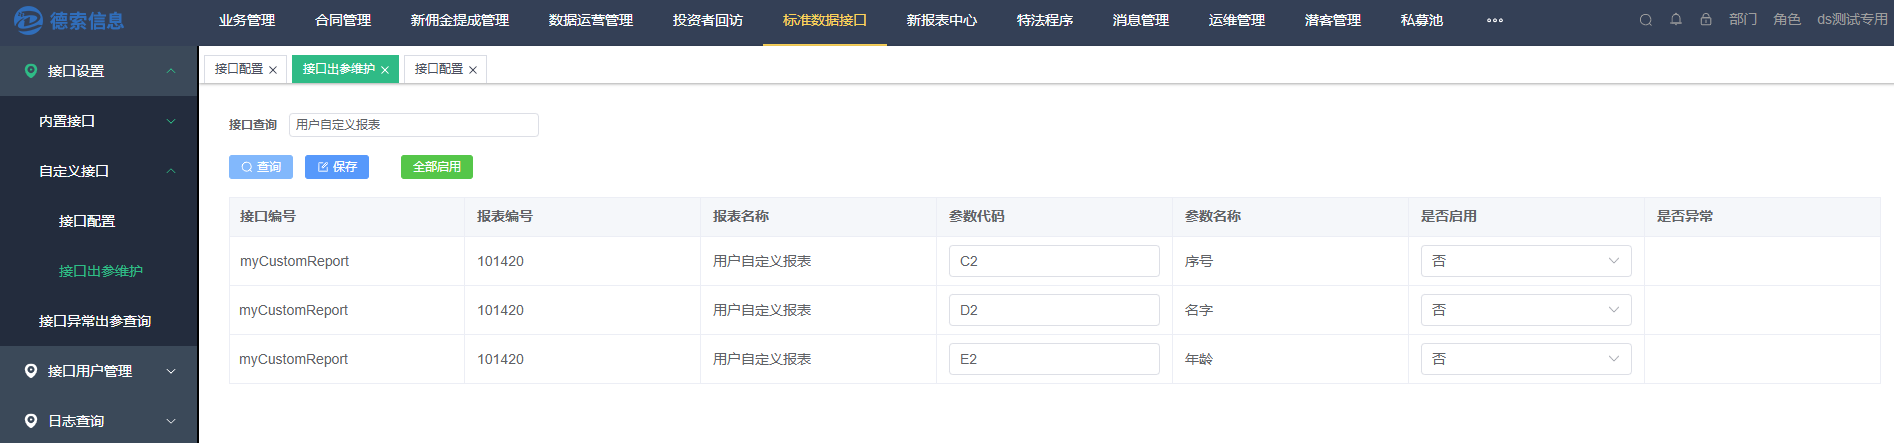 德索信息
业务管理 合同管理 新佣金提成管理 数据运营管理 投资者回访 标准数据接口 新报表中心 特法程序 消息管理 运维管理 潜客管理 私募池 部门 角色 ds测试专用
接口设置
内置接口
自定义接口
接口配置
接口出参维护
接口异常出参查询
接口用户管理
日志查询
接口配置 接口出参维护 接口配置
接口查询 用户自定义报表
查询 保存 全部启用
接口编号 报表编号 报表名称 参数代码 参数名称 是否启用 是否异常
myCustomReport 101420 用户自定义报表 C2 序号 否
myCustomReport 101420 用户自定义报表 D2 名字 否
myCustomReport 101420 用户自定义报表 E2 年龄 否